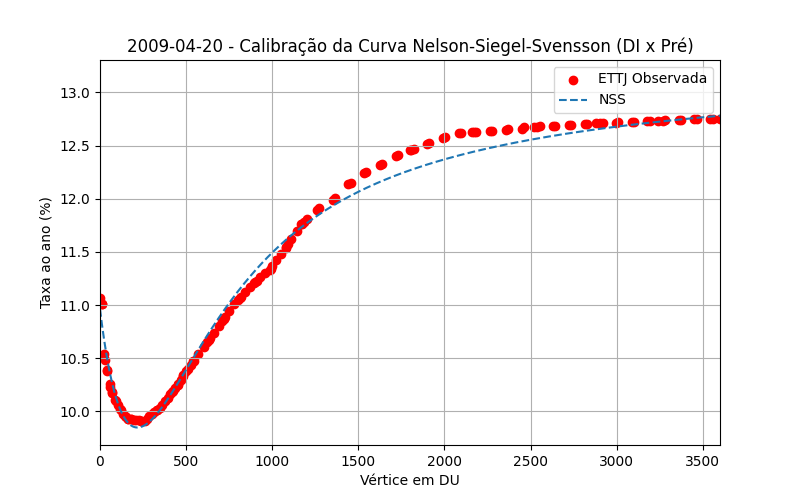 2009-04-20 - Calibração da Curva Nelson-Siegel-Svensson (DI x Pré)
ETTJ Observada
NSS
Taxa ao ano (%)
13.0
12.5
12.0
11.5
11.0
10.5
10.0
0 500 1000 1500 2000 2500 3000 3500
Vértice em DU